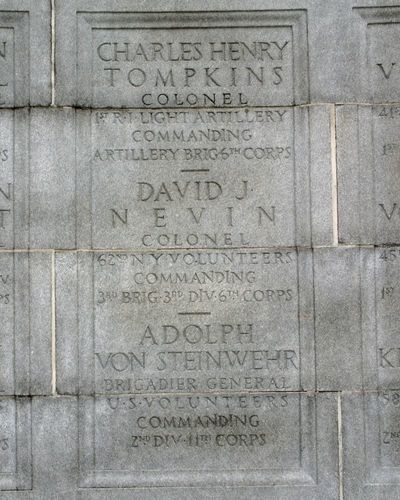 CHARLES HENRY
TOMPKINS
COLONEL
1ST R·I·LIGHT ARTILLERY
COMMANDING
ARTILLERY BRIG·6TH CORPS
DAVID J.
NEVIN
COLONEL
62ND N Y VOLUNTEERS
COMMANDING
3RD BRIG·3RD DIV·6TH CORPS
ADOLPH
VON STEINWEHR
BRIGADIER GENERAL
U·S·VOLUNTEERS
COMMANDING
2ND DIV·11TH CORPS